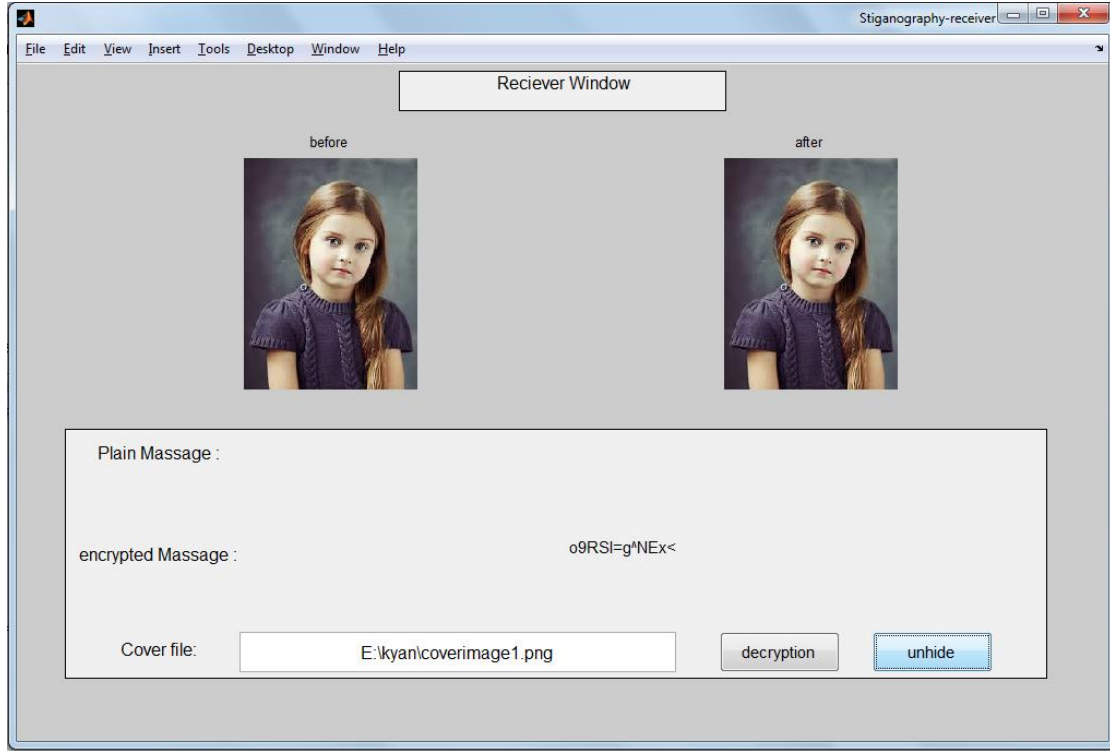 Stiganography-receiver
File Edit View Insert Tools Desktop Window Help
Reciever Window
before after
Plain Massage :
encrypted Massage : o9RSI=g^NEx<
Cover file: E:\kyan\coverimage1.png decryption unhide